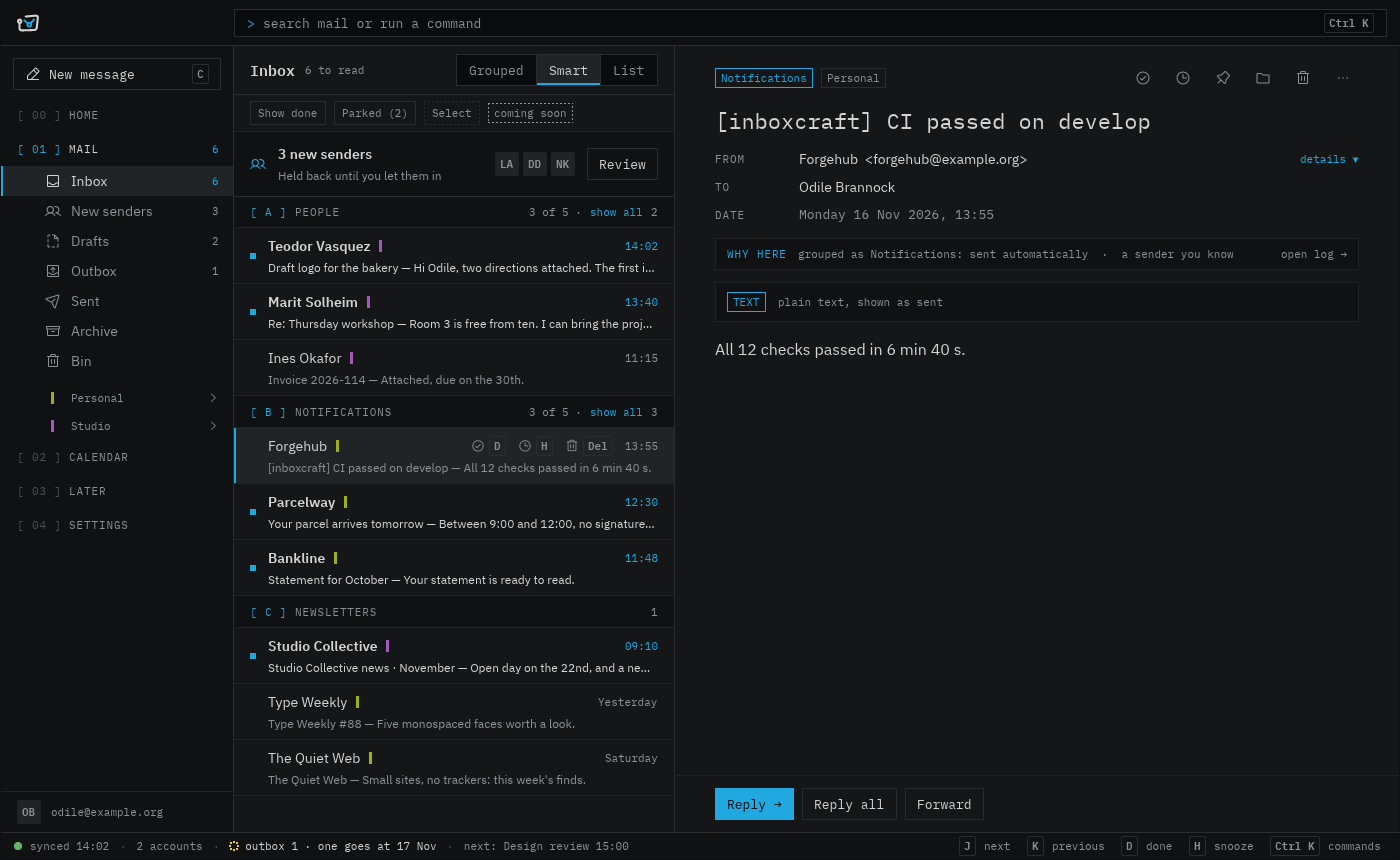 > search mail or run a command Ctrl K
New message C
[ 00 ] HOME
[ 01 ] MAIL 6
Inbox 6
New senders 3
Drafts 2
Outbox 1
Sent
Archive
Bin
Personal
Studio
[ 02 ] CALENDAR
[ 03 ] LATER
[ 04 ] SETTINGS
OB odile@example.org
Inbox 6 to read Grouped Smart List
Show done Parked (2) Select coming soon
3 new senders
Held back until you let them in
LA DD NK Review
[ A ] PEOPLE 3 of 5 · show all 2
Teodor Vasquez 14:02
Draft logo for the bakery — Hi Odile, two directions attached. The first i…
Marit Solheim 13:40
Re: Thursday workshop — Room 3 is free from ten. I can bring the proj…
Ines Okafor 11:15
Invoice 2026-114 — Attached, due on the 30th.
[ B ] NOTIFICATIONS 3 of 5 · show all 3
Forgehub D H Del 13:55
[inboxcraft] CI passed on develop — All 12 checks passed in 6 min 40 s.
Parcelway 12:30
Your parcel arrives tomorrow — Between 9:00 and 12:00, no signature…
Bankline 11:48
Statement for October — Your statement is ready to read.
[ C ] NEWSLETTERS 1
Studio Collective 09:10
Studio Collective news · November — Open day on the 22nd, and a ne…
Type Weekly Yesterday
Type Weekly #88 — Five monospaced faces worth a look.
The Quiet Web Saturday
The Quiet Web — Small sites, no trackers: this week's finds.
Notifications Personal
[inboxcraft] CI passed on develop
FROM Forgehub <forgehub@example.org> details ▾
TO Odile Brannock
DATE Monday 16 Nov 2026, 13:55
WHY HERE grouped as Notifications: sent automatically · a sender you know open log →
TEXT plain text, shown as sent
All 12 checks passed in 6 min 40 s.
Reply → Reply all Forward
synced 14:02 · 2 accounts · outbox 1 · one goes at 17 Nov · next: Design review 15:00
J next K previous D done H snooze Ctrl K commands